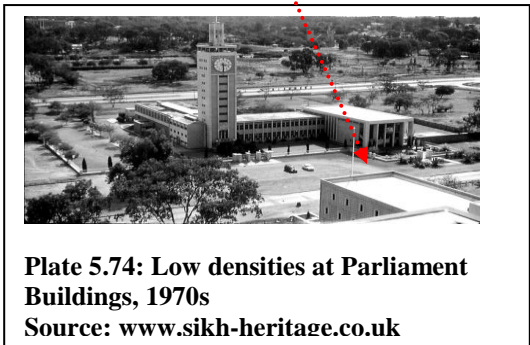 Plate 5.74: Low densities at Parliament
Buildings, 1970s
Source: www.sikh-heritage.co.uk